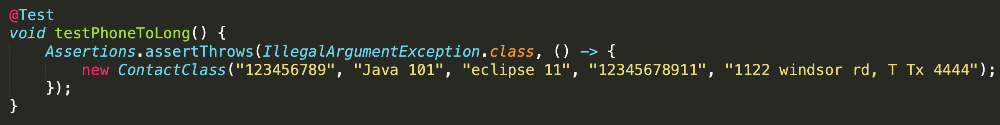 @Test
void testPhoneToLong() {
    Assertions.assertThrows(IllegalArgumentException.class, () -> {
        new ContactClass("123456789", "Java 101", "eclipse 11", "12345678911", "1122 windsor rd, T Tx 4444");
    });
}